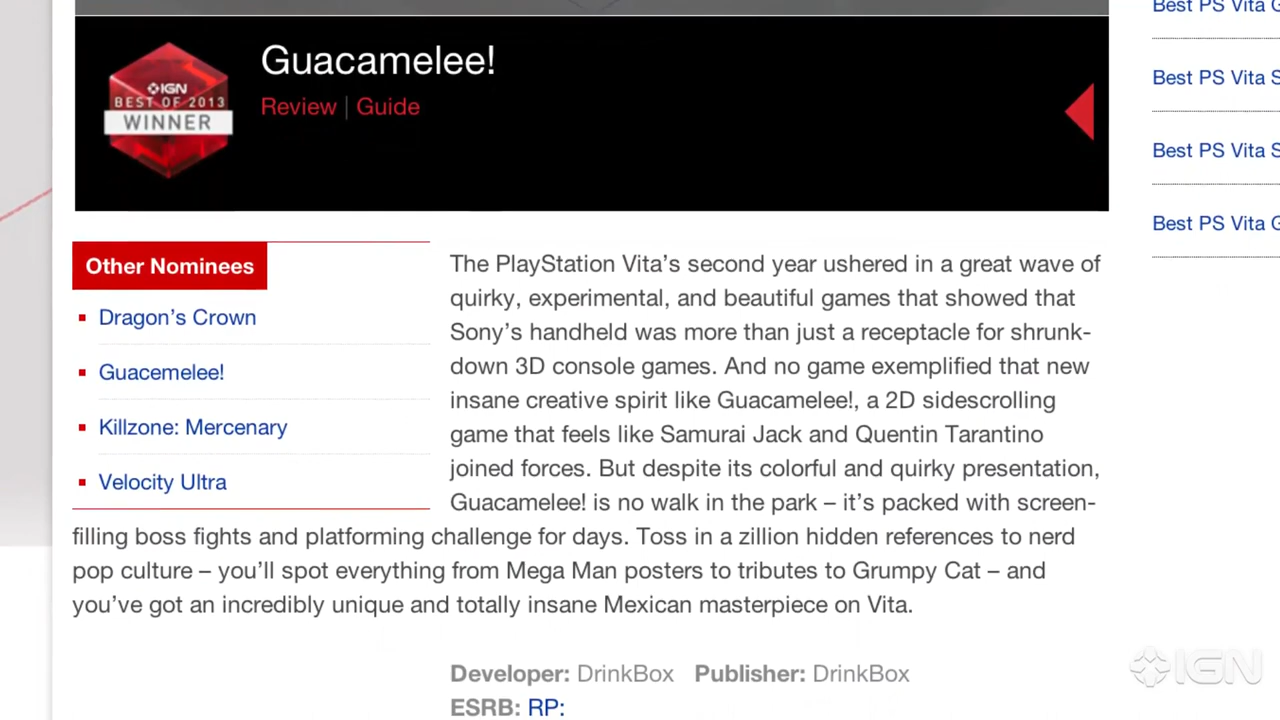 Best PS Vita G
Guacamelee!
Review | Guide
IGN
BEST OF 2013
WINNER
Best PS Vita S
Best PS Vita S
Best PS Vita G
Other Nominees
Dragon's Crown
Guacemelee!
Killzone: Mercenary
Velocity Ultra
The PlayStation Vita's second year ushered in a great wave of
quirky, experimental, and beautiful games that showed that
Sony's handheld was more than just a receptacle for shrunk-
down 3D console games. And no game exemplified that new
insane creative spirit like Guacamelee!, a 2D sidescrolling
game that feels like Samurai Jack and Quentin Tarantino
joined forces. But despite its colorful and quirky presentation,
Guacamelee! is no walk in the park – it's packed with screen-
filling boss fights and platforming challenge for days. Toss in a zillion hidden references to nerd
pop culture – you'll spot everything from Mega Man posters to tributes to Grumpy Cat – and
you've got an incredibly unique and totally insane Mexican masterpiece on Vita.
Developer: DrinkBox Publisher: DrinkBox
ESRB: RP:
IGN